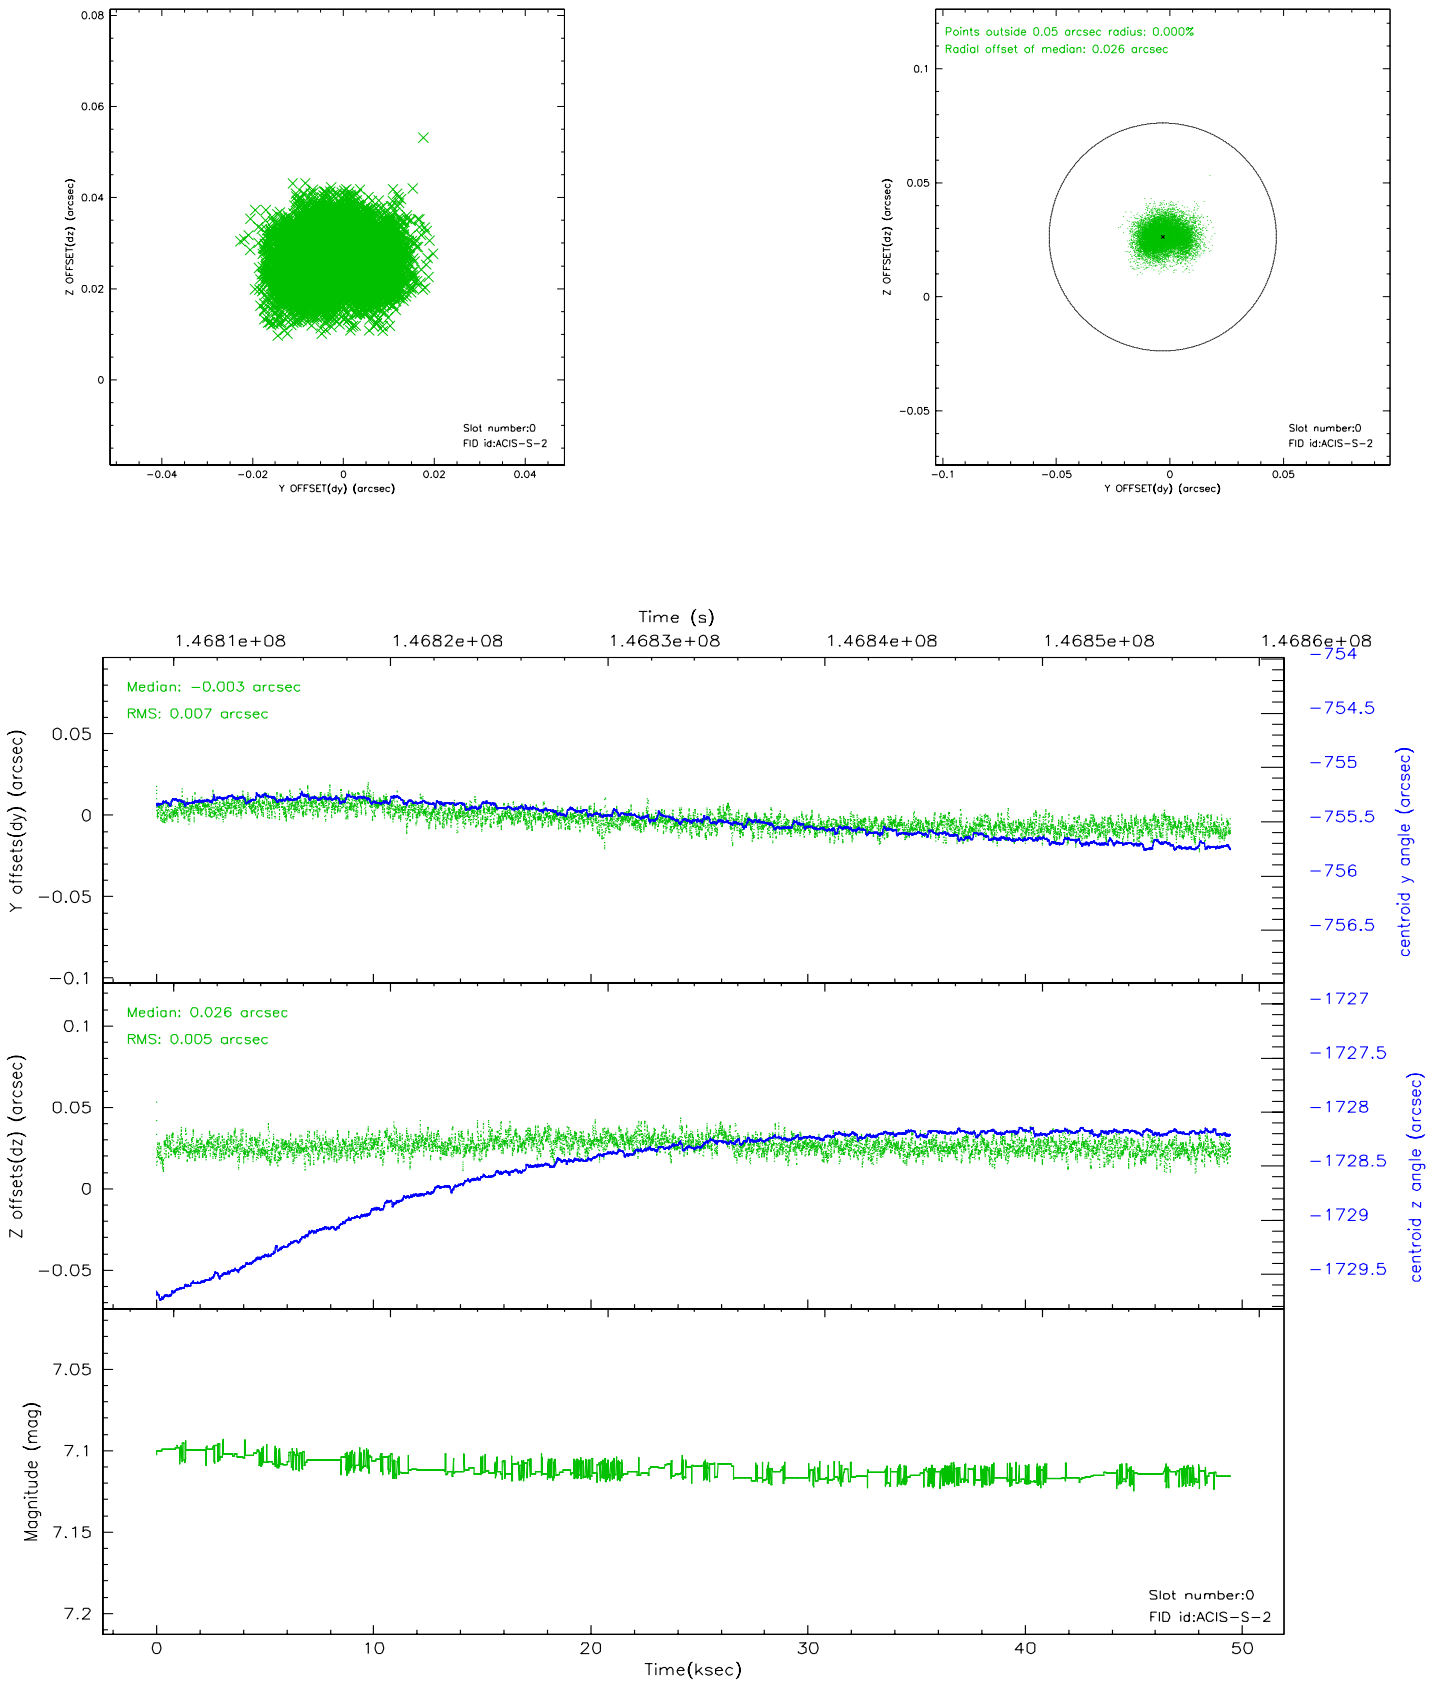 0.08
0.06
0.04
0.02
0
Z OFFSET(dz) (arcsec)
Slot number:0
FID id:ACIS-S-2
-0.04
-0.02
0
0.02
0.04
Y OFFSET(dy) (arcsec)
Points outside 0.05 arcsec radius: 0.000%
Radial offset of median: 0.026 arcsec
0.1
0.05
0
-0.05
Z OFFSET(dz) (arcsec)
Slot number:0
FID id:ACIS-S-2
-0.1
-0.05
0
0.05
Y OFFSET(dy) (arcsec)
Time (s)
1.4681e+08
1.4682e+08
1.4683e+08
1.4684e+08
1.4685e+08
1.4686e+08
Median: -0.003 arcsec
RMS: 0.007 arcsec
0.05
0
-0.05
-0.1
Y offsets(dy) (arcsec)
-754
-754.5
-755
-755.5
-756
-756.5
centroid y angle (arcsec)
Median: 0.026 arcsec
RMS: 0.005 arcsec
0.1
0.05
0
-0.05
Z offsets(dz) (arcsec)
-1727
-1727.5
-1728
-1728.5
-1729
-1729.5
centroid z angle (arcsec)
7.05
7.1
7.15
7.2
Magnitude (mag)
Slot number:0
FID id:ACIS-S-2
0
10
20
30
40
50
Time(ksec)